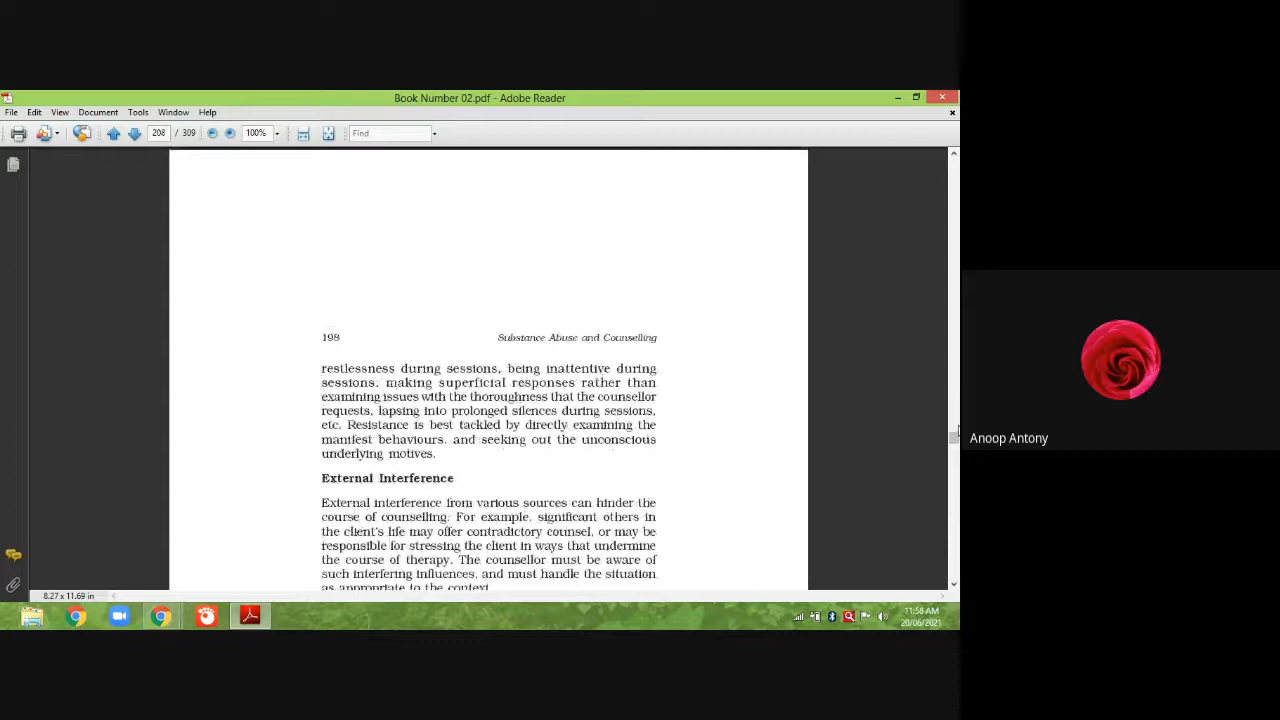 Book Number 02.pdf - Adobe Reader
File Edit View Document Tools Window Help
208 / 309 100% Find
198 Substance Abuse and Counselling
restlessness during sessions, being inattentive during
sessions, making superficial responses rather than
examining issues with the thoroughness that the counsellor
requests, lapsing into prolonged silences during sessions,
etc. Resistance is best tackled by directly examining the
manifest behaviours, and seeking out the unconscious
underlying motives.
External Interference
External interference from various sources can hinder the
course of counselling. For example, significant others in
the client's life may offer contradictory counsel, or may be
responsible for stressing the client in ways that undermine
the course of therapy. The counsellor must be aware of
such interfering influences, and must handle the situation
as appropriate to the context
8.27 x 11.69 in
11:58 AM
20/06/2021
Anoop Antony